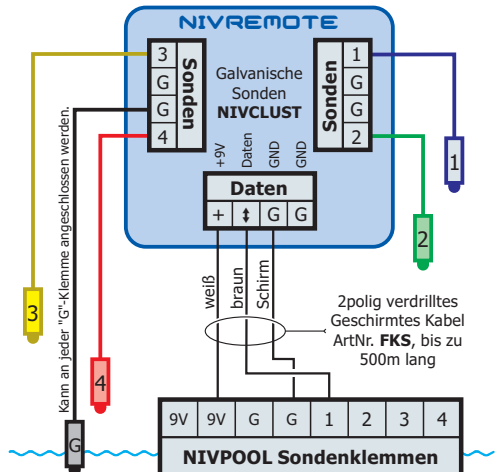 NIVREMOTE
3
G
G
4
Sonden
Galvanische
Sonden
NIVCLUST
Sonden
1
G
G
2
+9V
Daten
GND
GND
Daten
+ ↕ G G
Kann an jeder "G"-Klemme angeschlossen werden.
1
2
3
4
G
weiß
braun
Schirm
2polig verdrilltes
Geschirmtes Kabel
ArtNr. FKS, bis zu
500m lang
9V 9V G G 1 2 3 4
NIVPOOL Sondenklemmen